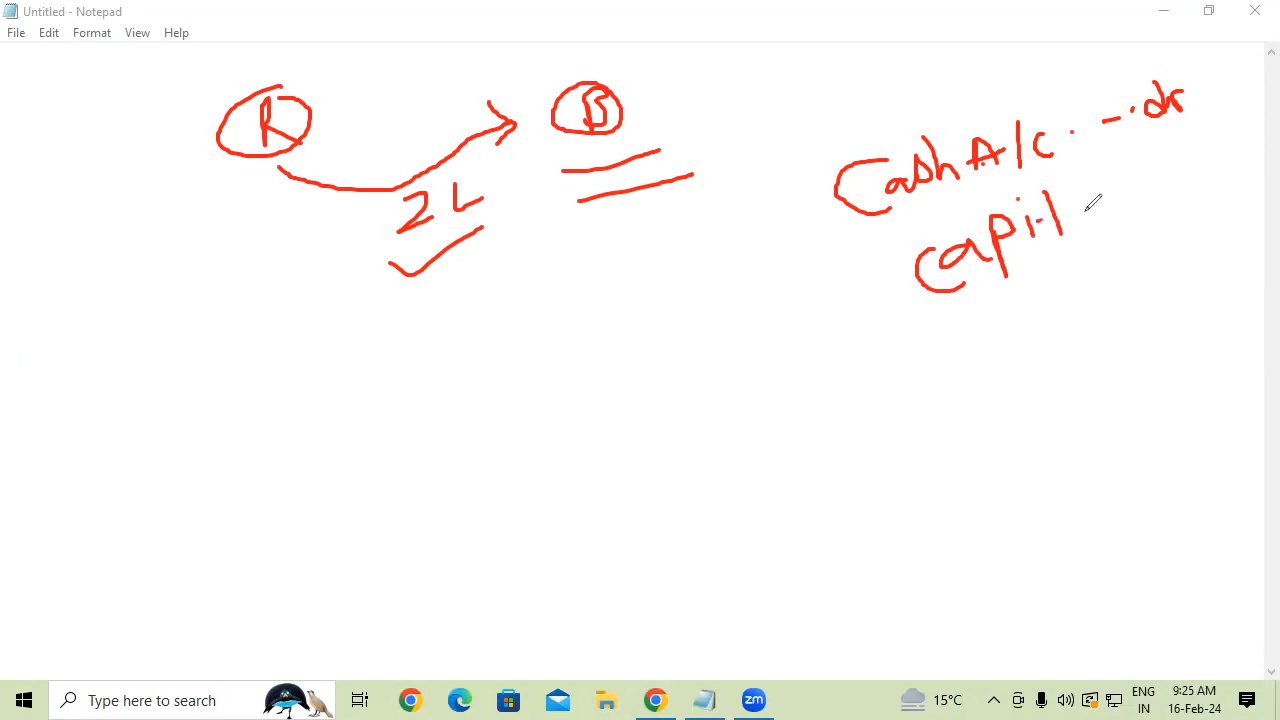 Untitled - Notepad
File Edit Format View Help
R
B
2L
Cash A/c ... dr
Type here to search
zm
15°C
ENG
IN
9:25 AM
16-Feb-24